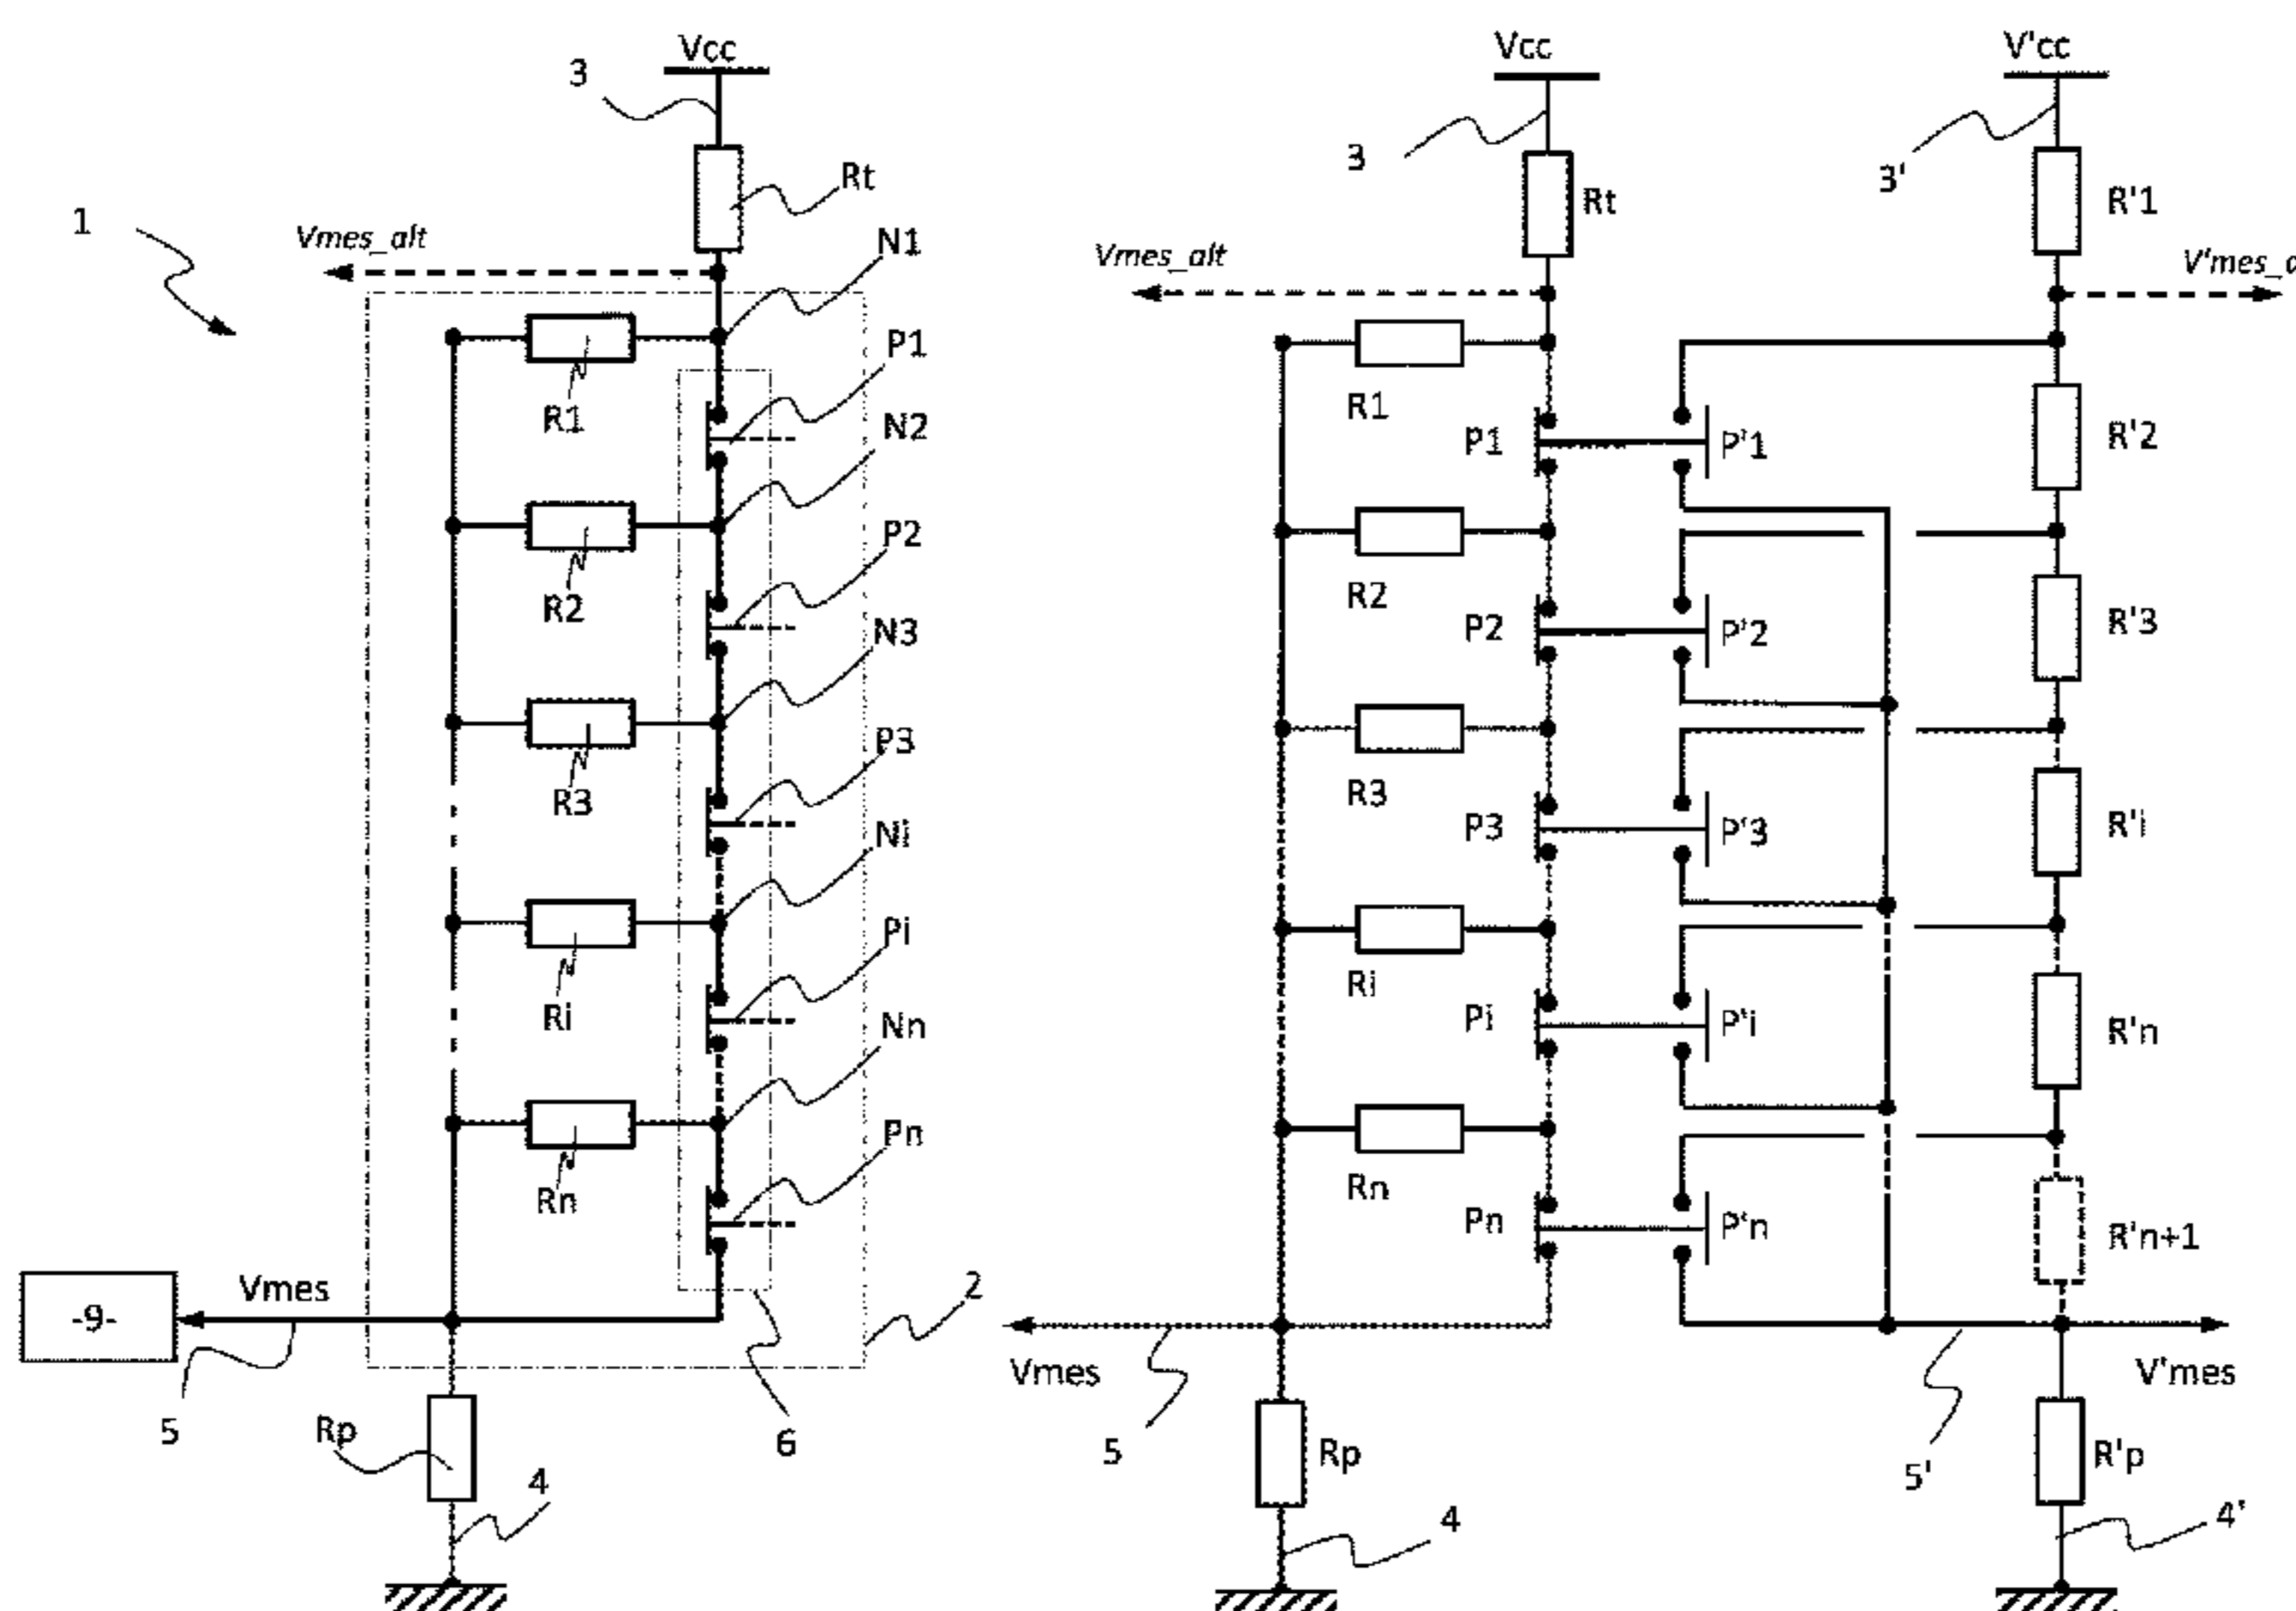 Vcc
3
Rt
1
Vmes_alt
N1
P1
R1
N2
P2
R2
N3
P3
R3
Ni
Pi
Ri
Nn
Pn
Rn
2
Vmes
-9-
5
Rp
6
4
Vcc
3
Rt
Vmes_alt
R1
P1
R2
P2
R3
P3
Ri
Pi
Rn
Pn
Vmes
5
Rp
4
V'cc
3'
R'1
P'1
R'2
P'2
R'3
P'3
R'i
P'i
R'n
P'n
R'n+1
V'mes
5'
R'p
4'